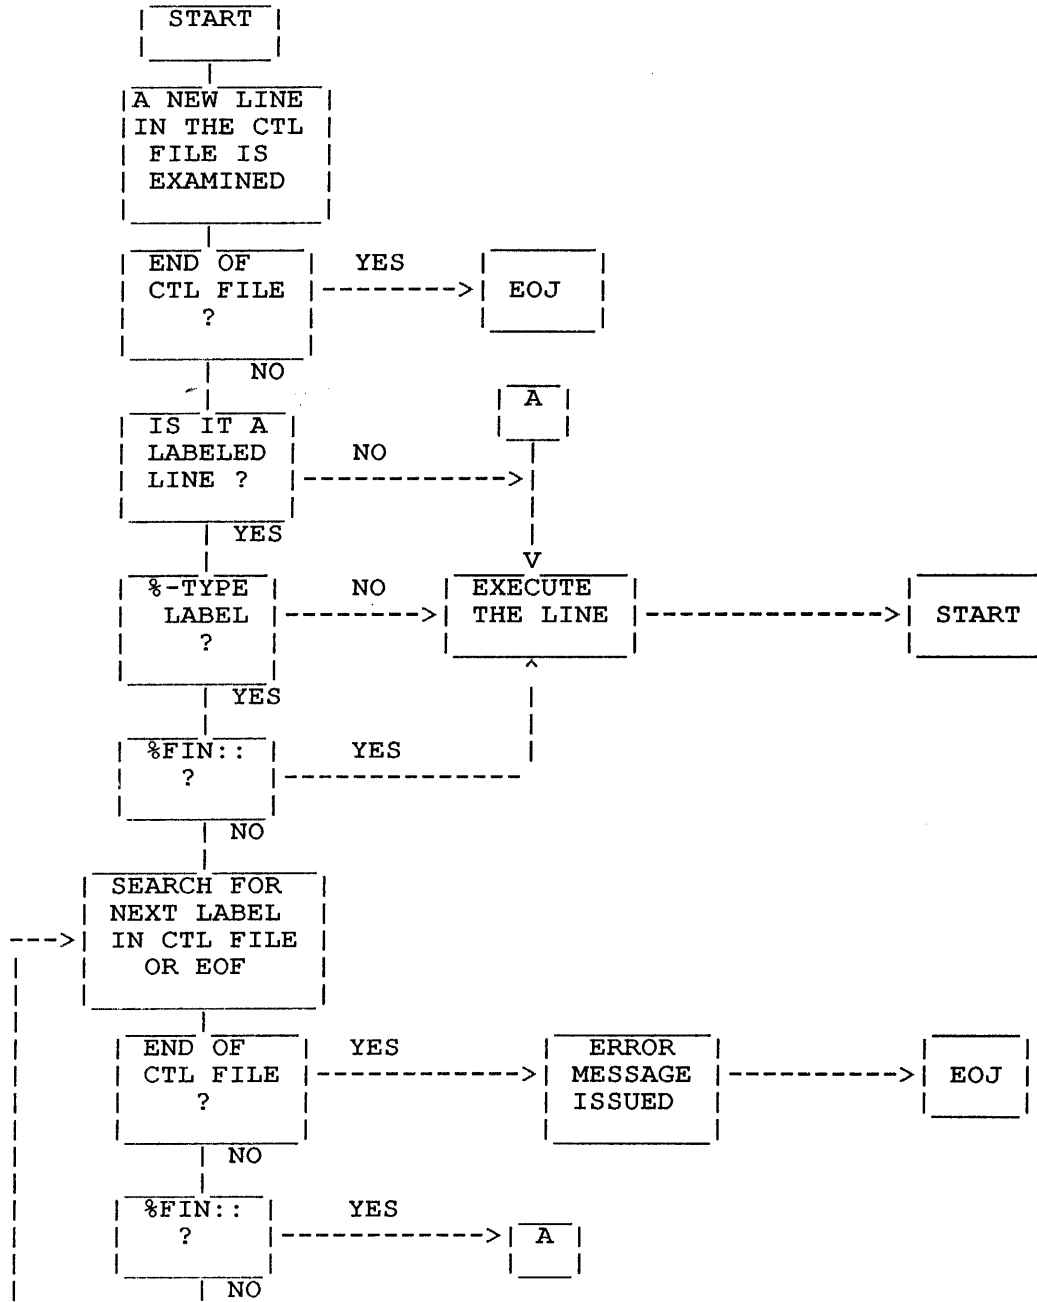 START
A NEW LINE
IN THE CTL
FILE IS
EXAMINED
END OF
CTL FILE
?
YES
EOJ
NO
A
IS IT A
LABELED
LINE ?
NO
YES
%-TYPE
LABEL
?
NO
EXECUTE
THE LINE
START
YES
%FIN::
?
YES
NO
SEARCH FOR
NEXT LABEL
IN CTL FILE
OR EOF
END OF
CTL FILE
?
YES
ERROR
MESSAGE
ISSUED
EOJ
NO
%FIN::
?
YES
A
NO